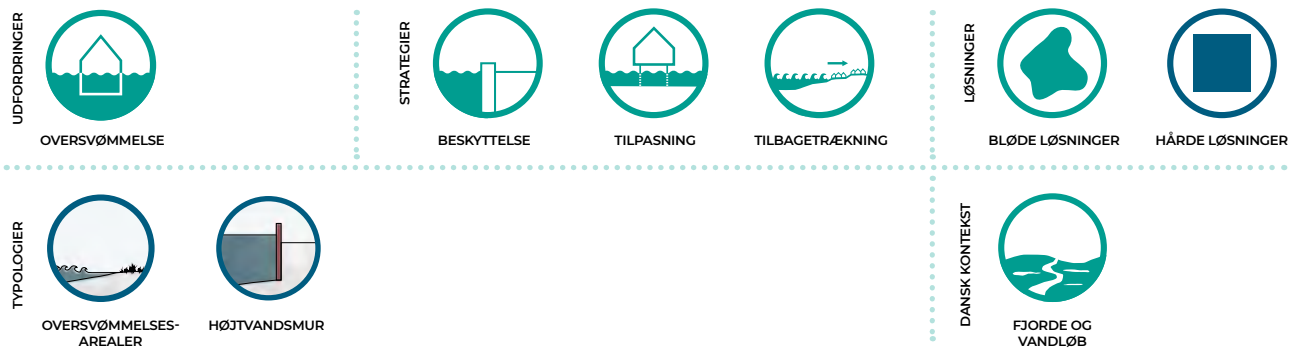 UDFORDRINGER
OVERSVØMMELSE
STRATEGIER
BESKYTTELSE
TILPASNING
TILBAGETRÆKNING
LØSNINGER
BLØDE LØSNINGER
HÅRDE LØSNINGER
TYPOLOGIER
OVERSVØMMELSES-
AREALER
HØJTVANDSMUR
DANSK KONTEKST
FJORDE OG
VANDLØB